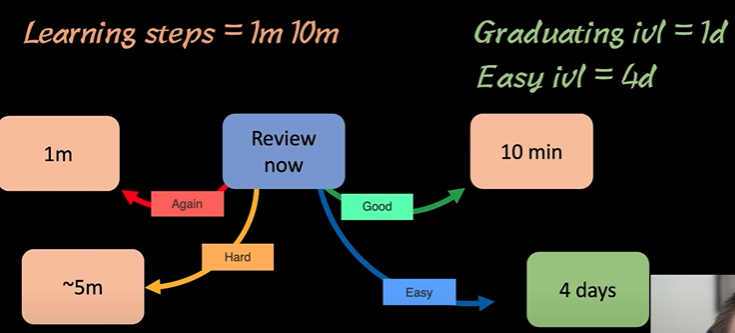 Learning steps = 1m 10m
Graduating ivl = 1d
Easy ivl = 4d
1m
Review
now
10 min
Again
Good
Hard
~5m
Easy
4 days